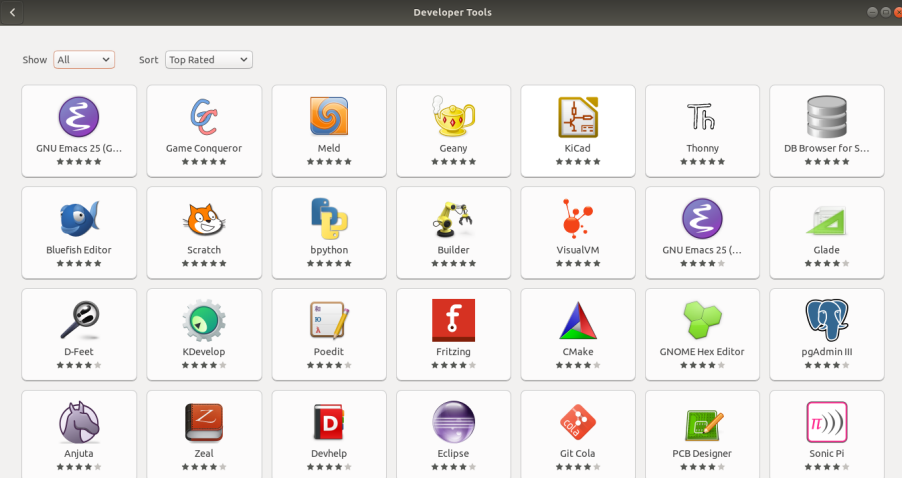 Developer Tools
Show All Sort Top Rated
GNU Emacs 25 (G... Game Conqueror Meld Geany KiCad Thonny DB Browser for S...
Bluefish Editor Scratch bpython Builder VisualVM GNU Emacs 25 (... Glade
D-Feet KDevelop Poedit Fritzing CMake GNOME Hex Editor pgAdmin III
Anjuta Zeal Devhelp Eclipse Git Cola PCB Designer Sonic Pi